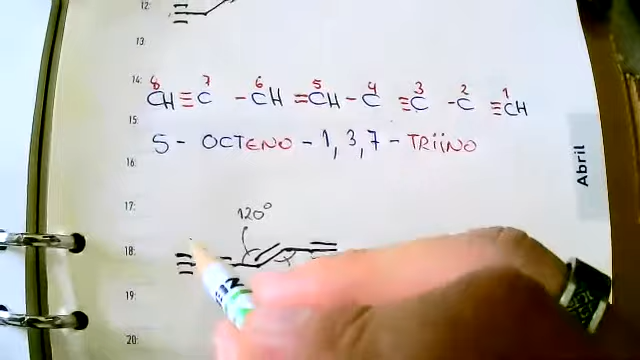 12:
13:
14:
8 7 6 5 4 3 2 1
CH ≡ C - CH = CH - C ≡ C - C ≡ CH
15:
5 - OCTENO - 1, 3, 7 - TRIINO
16:
Abril
17:
120°
18:
19:
20: